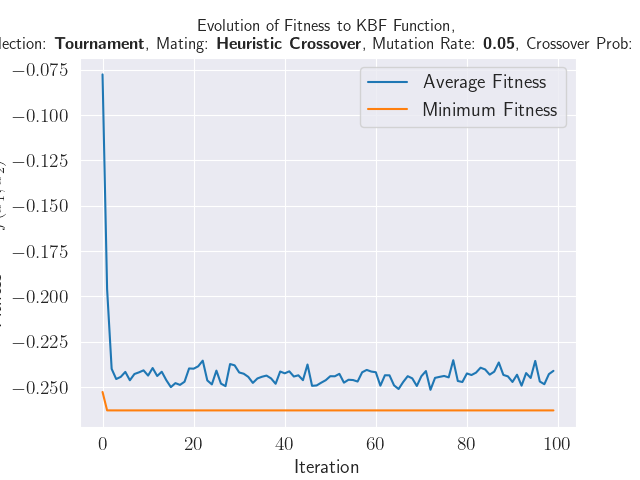 Evolution of Fitness to KBF Function,
lection: Tournament, Mating: Heuristic Crossover, Mutation Rate: 0.05, Crossover Prob:
−0.075
−0.100
−0.125
−0.150
−0.175
−0.200
−0.225
−0.250
Average Fitness
Minimum Fitness
0
20
40
60
80
100
Iteration